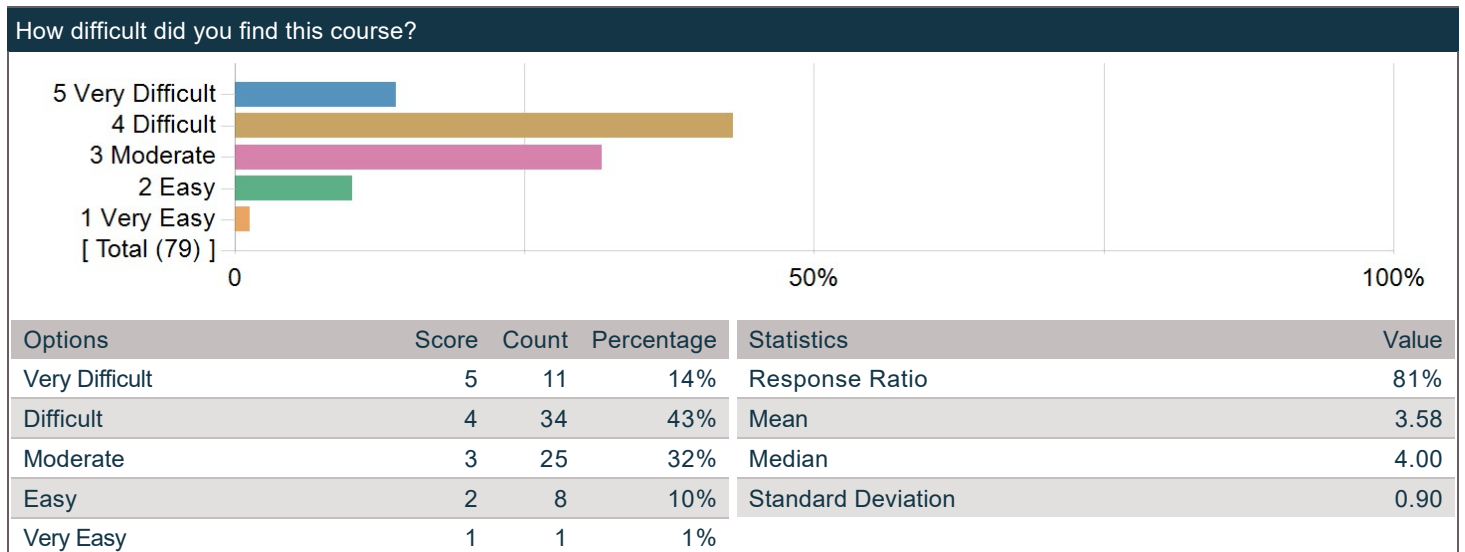 How difficult did you find this course?
5 Very Difficult
4 Difficult
3 Moderate
2 Easy
1 Very Easy
[ Total (79) ]
0 50% 100%
Options Score Count Percentage
Very Difficult 5 11 14%
Difficult 4 34 43%
Moderate 3 25 32%
Easy 2 8 10%
Very Easy 1 1 1%
Statistics Value
Response Ratio 81%
Mean 3.58
Median 4.00
Standard Deviation 0.90